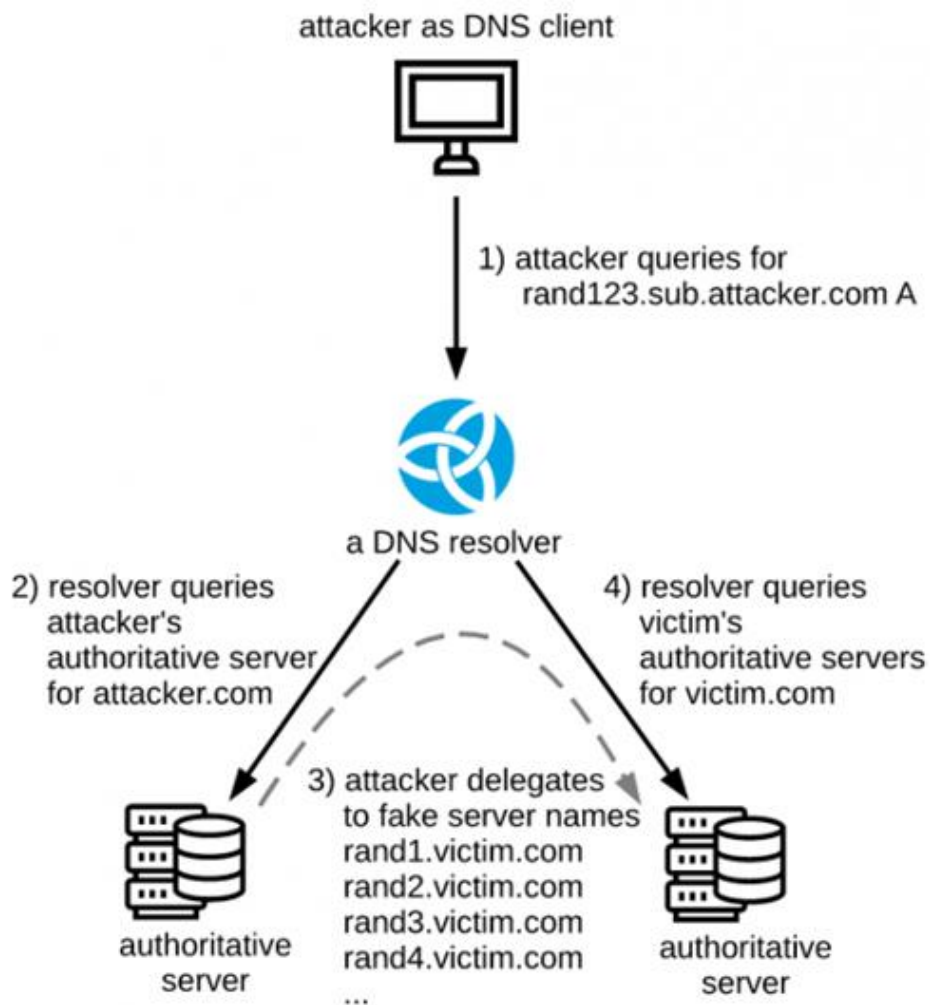 attacker as DNS client
1) attacker queries for
rand123.sub.attacker.com A
a DNS resolver
2) resolver queries
attacker's
authoritative server
for attacker.com
4) resolver queries
victim's
authoritative servers
for victim.com
3) attacker delegates
to fake server names
rand1.victim.com
rand2.victim.com
rand3.victim.com
rand4.victim.com
...
authoritative
server
authoritative
server